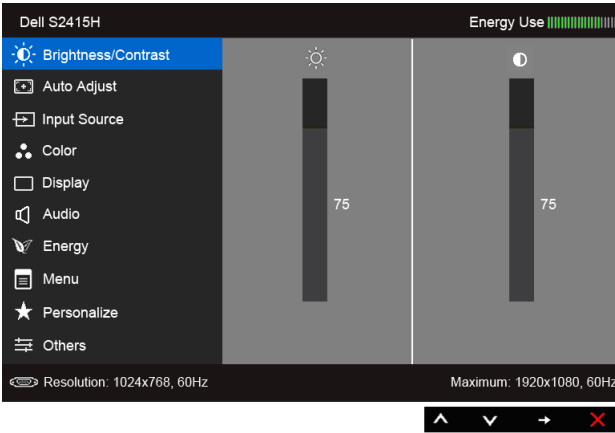 Dell S2415H Energy Use
Brightness/Contrast
Auto Adjust
Input Source
Color
Display
Audio
75 75
Energy
Menu
Personalize
Others
Resolution: 1024x768, 60Hz Maximum: 1920x1080, 60Hz